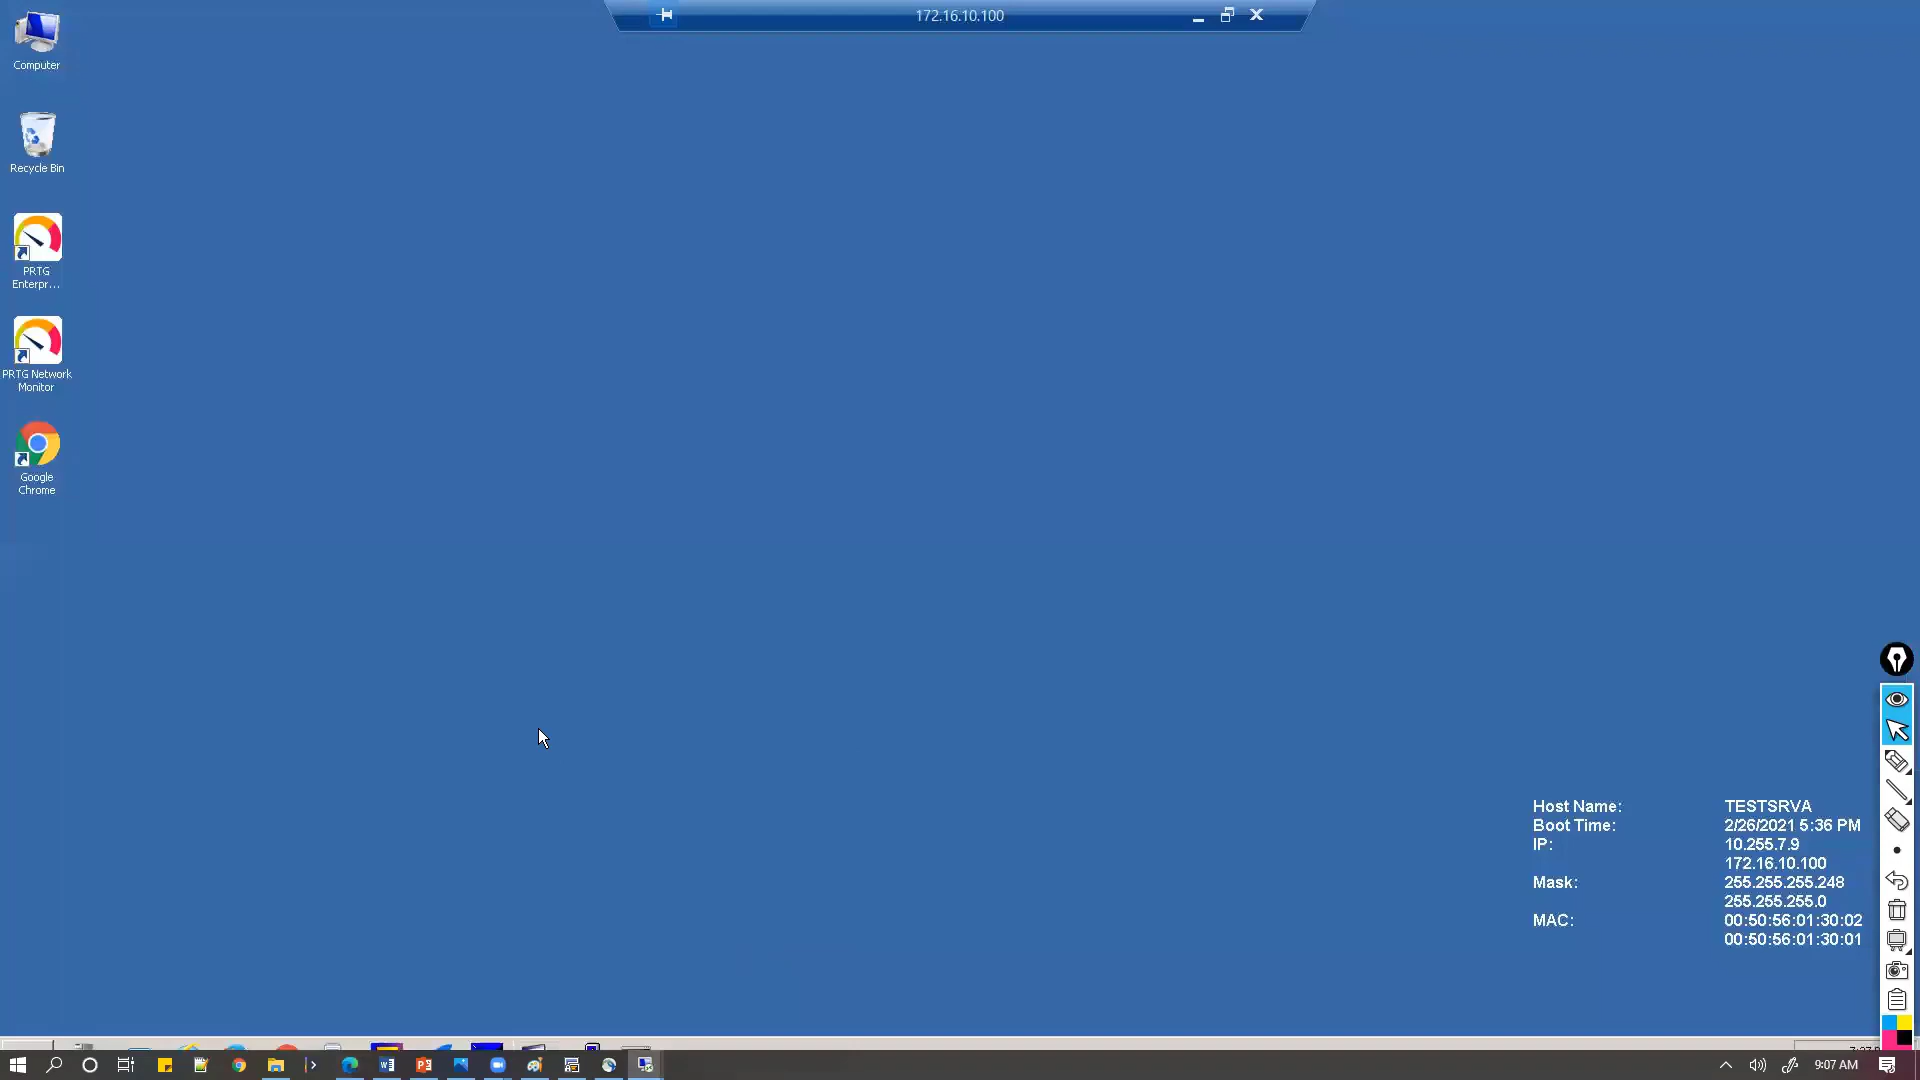 172.16.10.100
Computer
Recycle Bin
PRTG
Enterpr...
PRTG Network
Monitor
Google
Chrome
Host Name: TESTSRVA
Boot Time: 2/26/2021 5:36 PM
IP: 10.255.7.9
172.16.10.100
Mask: 255.255.255.248
255.255.255.0
MAC: 00:50:56:01:30:02
00:50:56:01:30:01
9:07 AM